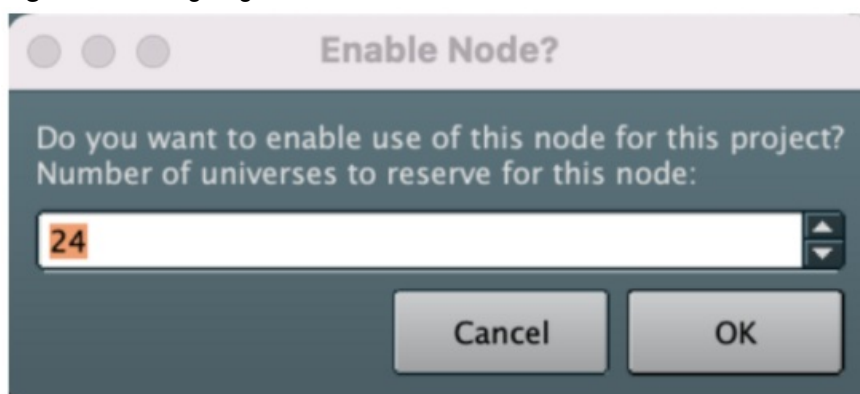 Enable Node?
Do you want to enable use of this node for this project?
Number of universes to reserve for this node:
24
Cancel OK